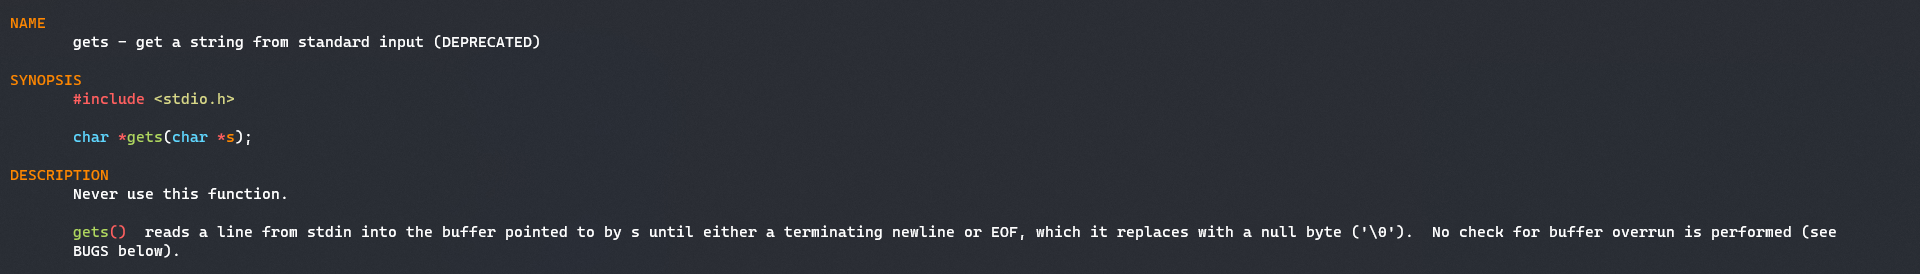 NAME
gets - get a string from standard input (DEPRECATED)
SYNOPSIS
#include <stdio.h>
char *gets(char *s);
DESCRIPTION
Never use this function.
gets()  reads a line from stdin into the buffer pointed to by s until either a terminating newline or EOF, which it replaces with a null byte ('\0').  No check for buffer overrun is performed (see
BUGS below).